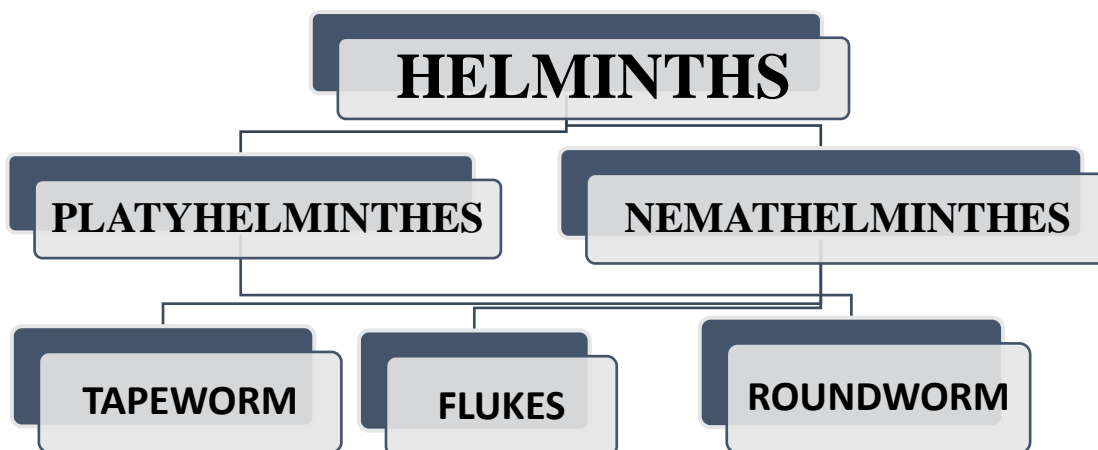 HELMINTHS
PLATYHELMINTHES
NEMATHELMINTHES
TAPEWORM
FLUKES
ROUNDWORM